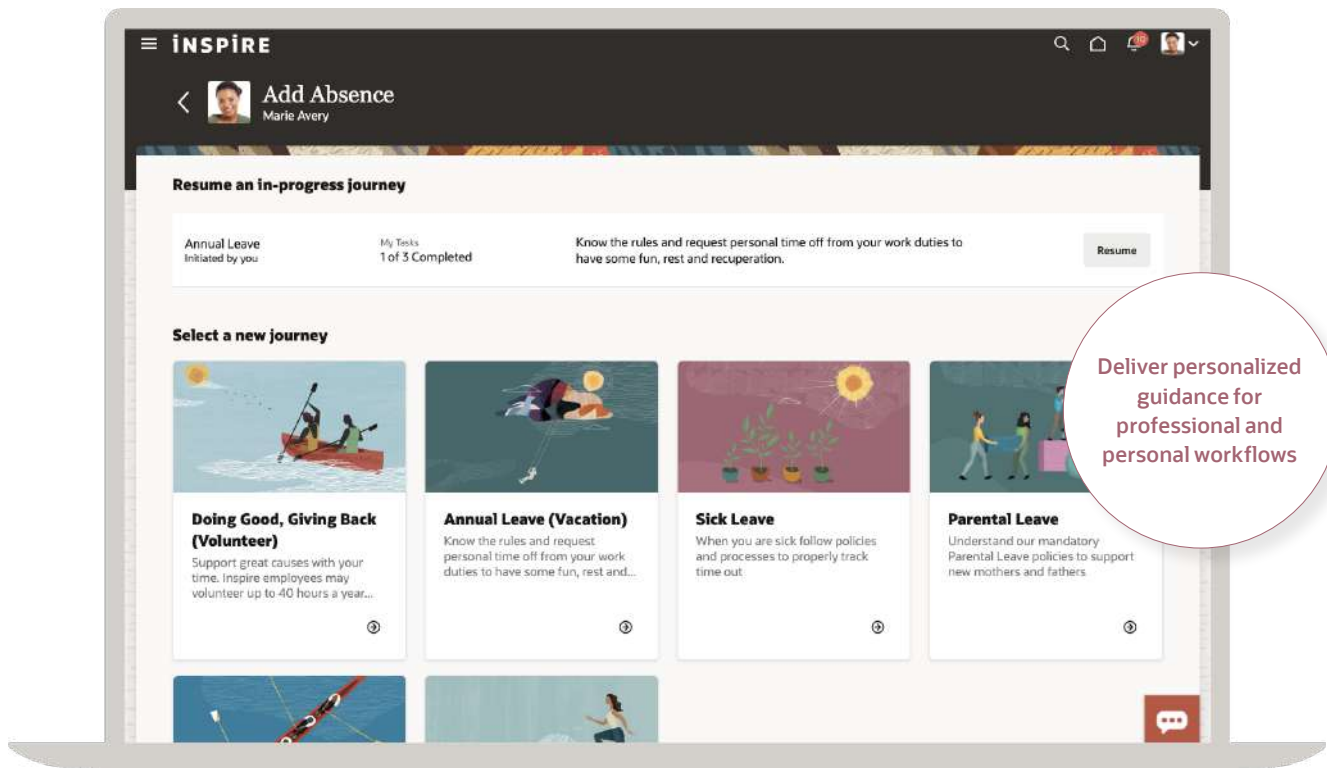 iNSPiRE
10
Add Absence
Marie Avery
Resume an in-progress journey
Annual Leave
Initiated by you
My Tasks
1 of 3 Completed
Know the rules and request personal time off from your work duties to
have some fun, rest and recuperation.
Resume
Select a new journey
Deliver personalized
guidance for
professional and
personal workflows
Doing Good, Giving Back
(Volunteer)
Support great causes with your
time. Inspire employees may
volunteer up to 40 hours a year...
Annual Leave (Vacation)
Know the rules and request
personal time off from your work
duties to have some fun, rest and...
Sick Leave
When you are sick follow policies
and processes to properly track
time out
Parental Leave
Understand our mandatory
Parental Leave policies to support
new mothers and fathers